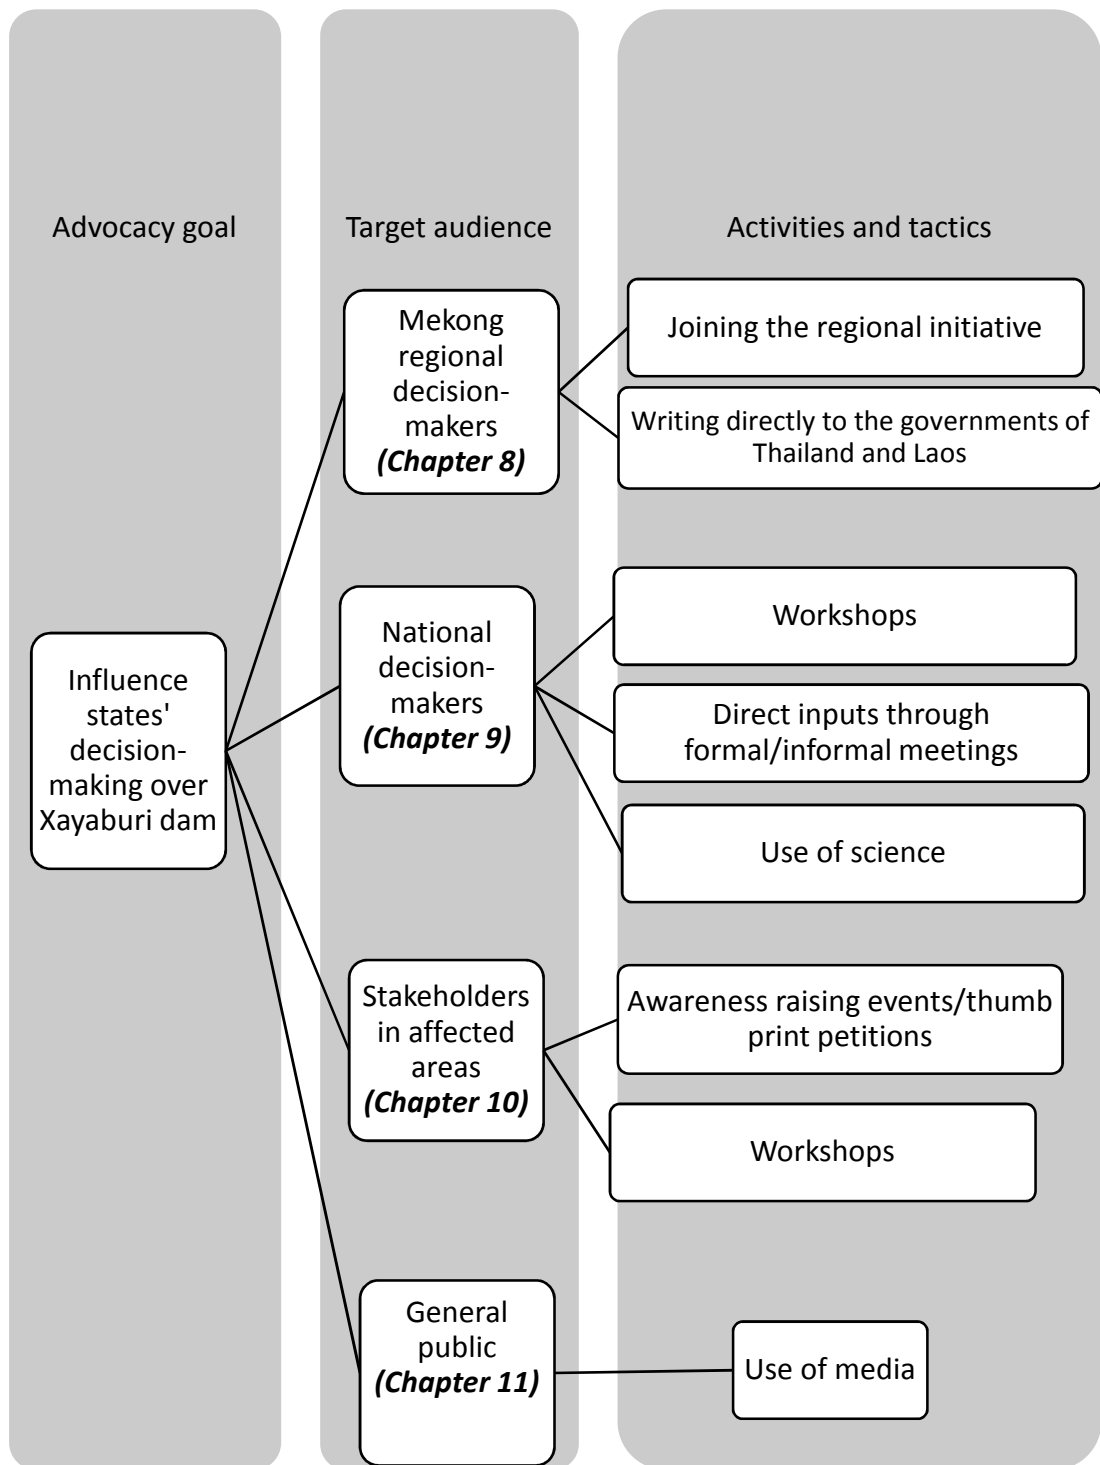 Advocacy goal
Target audience
Activities and tactics
Influence
states'
decision-
making over
Xayaburi dam
Mekong
regional
decision-
makers
(Chapter 8)
Joining the regional initiative
Writing directly to the governments of
Thailand and Laos
National
decision-
makers
(Chapter 9)
Workshops
Direct inputs through
formal/informal meetings
Use of science
Stakeholders
in affected
areas
(Chapter 10)
Awareness raising events/thumb
print petitions
Workshops
General
public
(Chapter 11)
Use of media